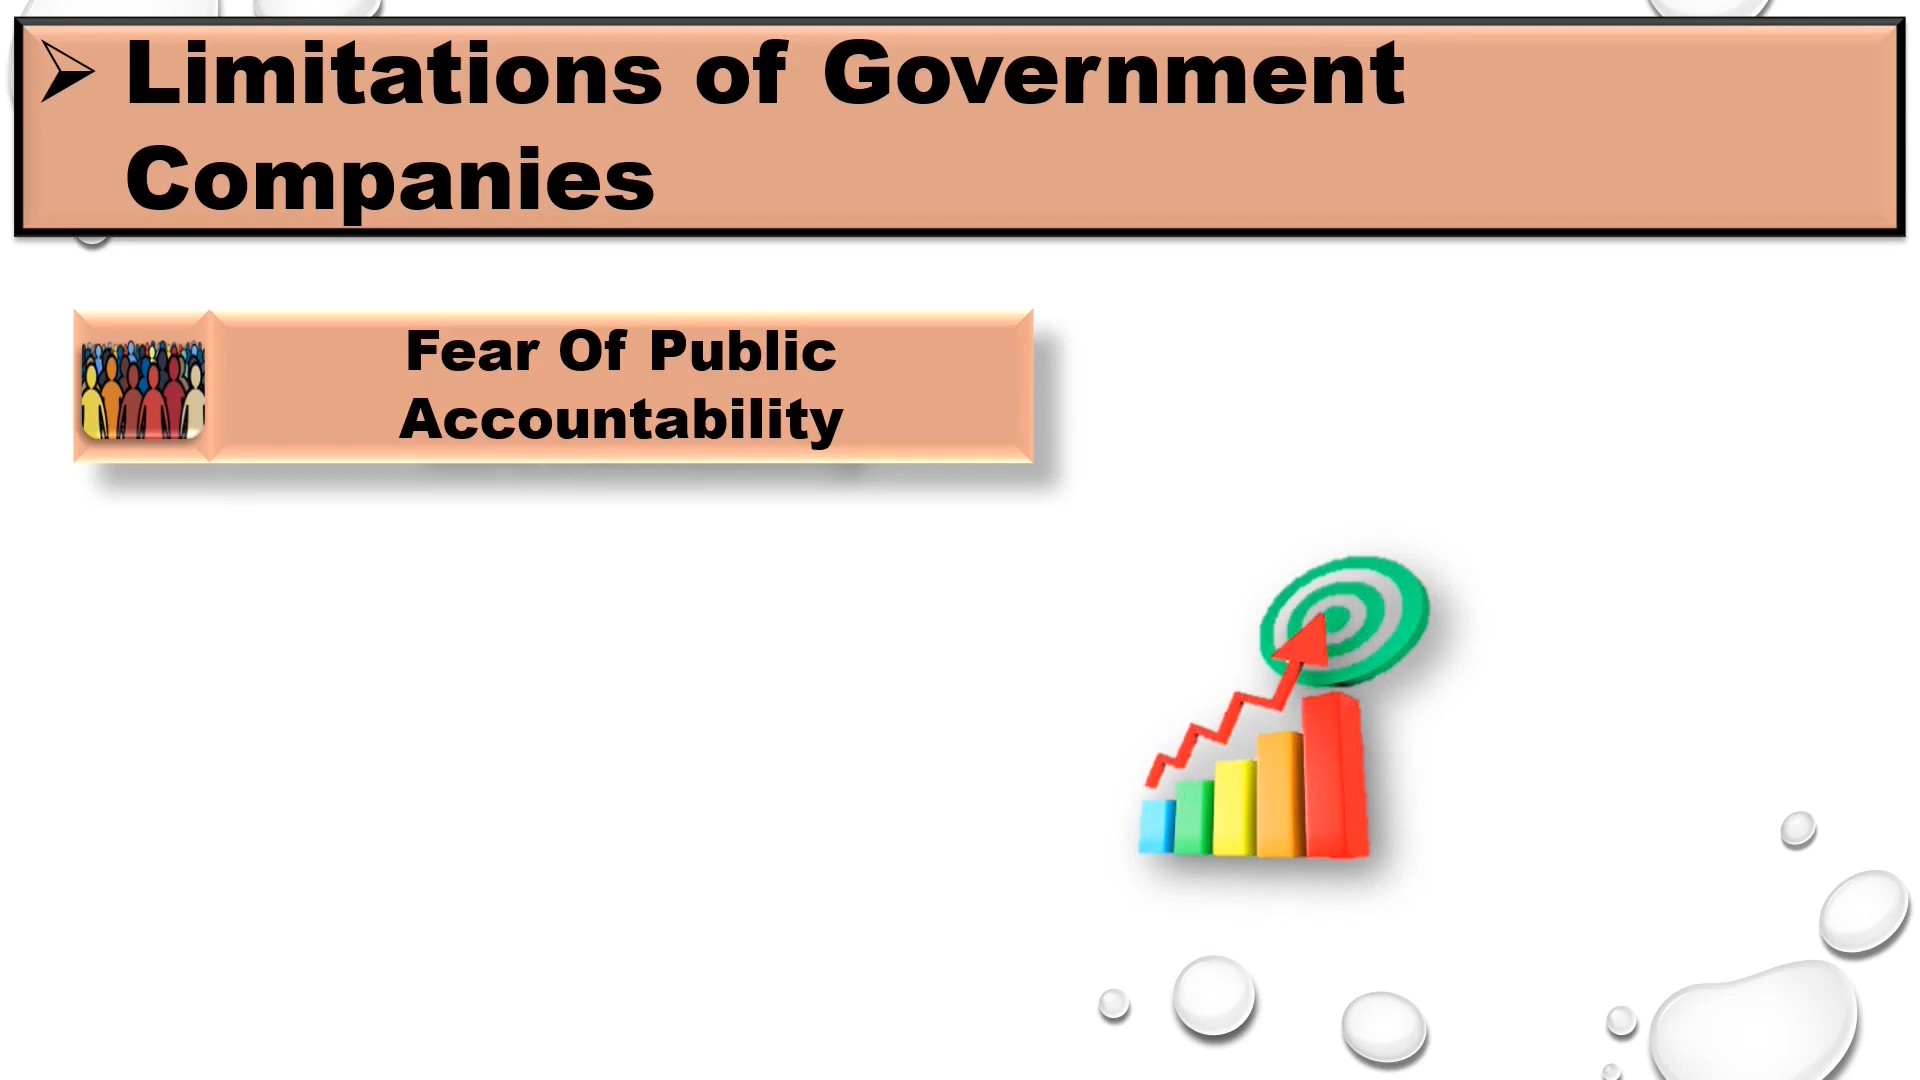 Limitations of Government
Companies
Fear Of Public
Accountability